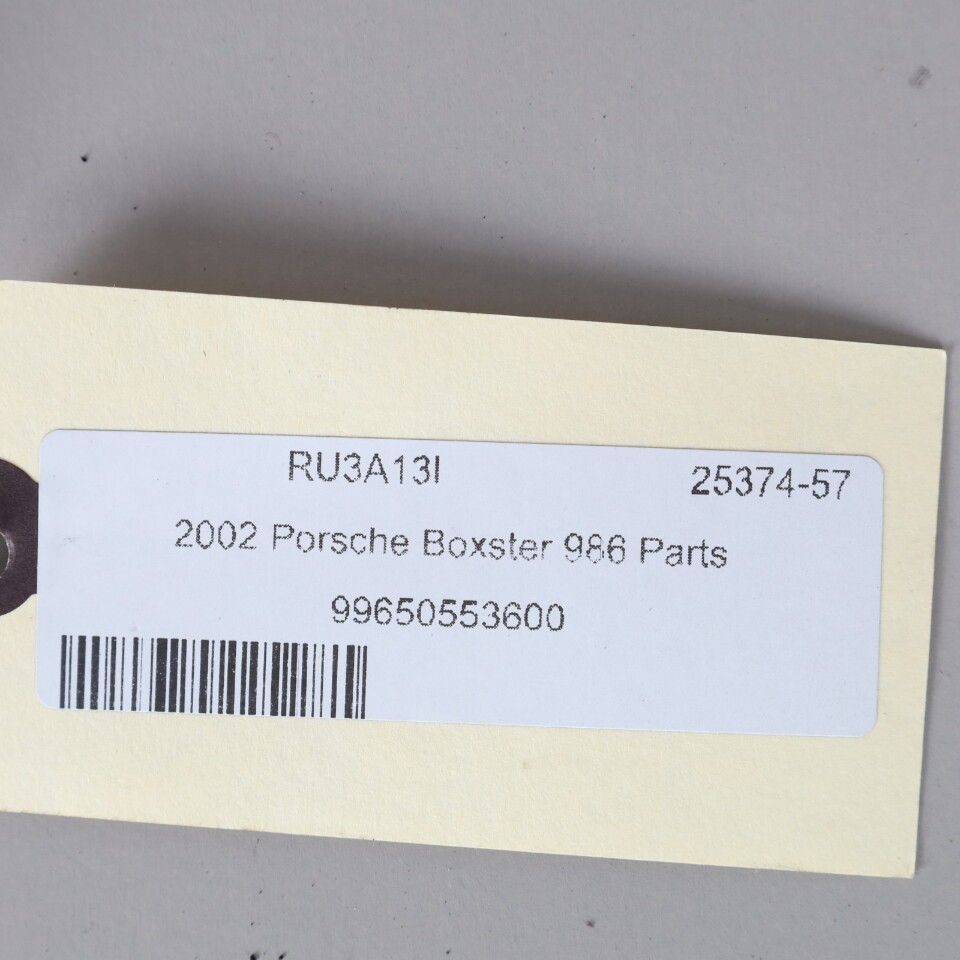 RU3A13I 25374-57
2002 Porsche Boxster 986 Parts
99650553600